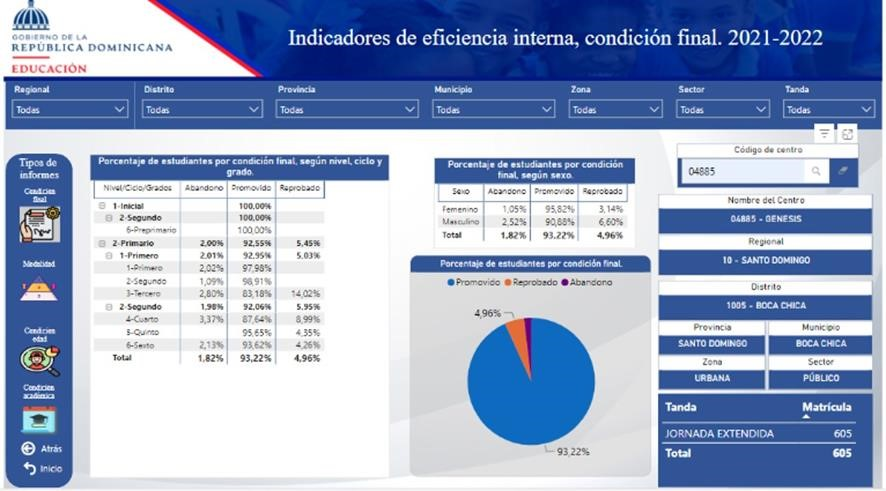 GOBIERNO DE LA
REPÚBLICA DOMINICANA
EDUCACIÓN
Indicadores de eficiencia interna, condición final. 2021-2022
Regional Distrito Provincia Municipio Zona Sector Tanda
Todas Todas Todas Todas Todas Todas Todas
Tipos de
informes
Condición
final
Modalidad
Condición
edad
Condición
académica
Atrás
Inicio
Porcentaje de estudiantes por condición final, según nivel, ciclo y
grado.
Nivel/Ciclo/Grados Abandono Promovido Reprobado
1-Inicial 100,00%
2-Segundo 100,00%
6-Preprimario 100,00%
2-Primario 2,00% 92,55% 5,45%
1-Primero 2,01% 92,95% 5,03%
1-Primero 2,02% 97,98%
2-Segundo 1,09% 98,91%
3-Tercero 2,80% 83,18% 14,02%
2-Segundo 1,98% 92,06% 5,95%
4-Cuarto 3,37% 87,64% 8,99%
5-Quinto 95,65% 4,35%
6-Sexto 2,13% 93,62% 4,26%
Total 1,82% 93,22% 4,96%
Porcentaje de estudiantes por condición
final, según sexo.
Sexo Abandono Promovido Reprobado
Femenino 1,05% 95,82% 3,14%
Masculino 2,52% 90,88% 6,60%
Total 1,82% 93,22% 4,96%
Porcentaje de estudiantes por condición final.
Promovido Reprobado Abandono
4,96%
93,22%
Código de centro
04885
Nombre del Centro
04885 - GENESIS
Regional
10 - SANTO DOMINGO
Distrito
1005 - BOCA CHICA
Provincia Municipio
SANTO DOMINGO BOCA CHICA
Zona Sector
URBANA PÚBLICO
Tanda Matrícula
JORNADA EXTENDIDA 605
Total 605